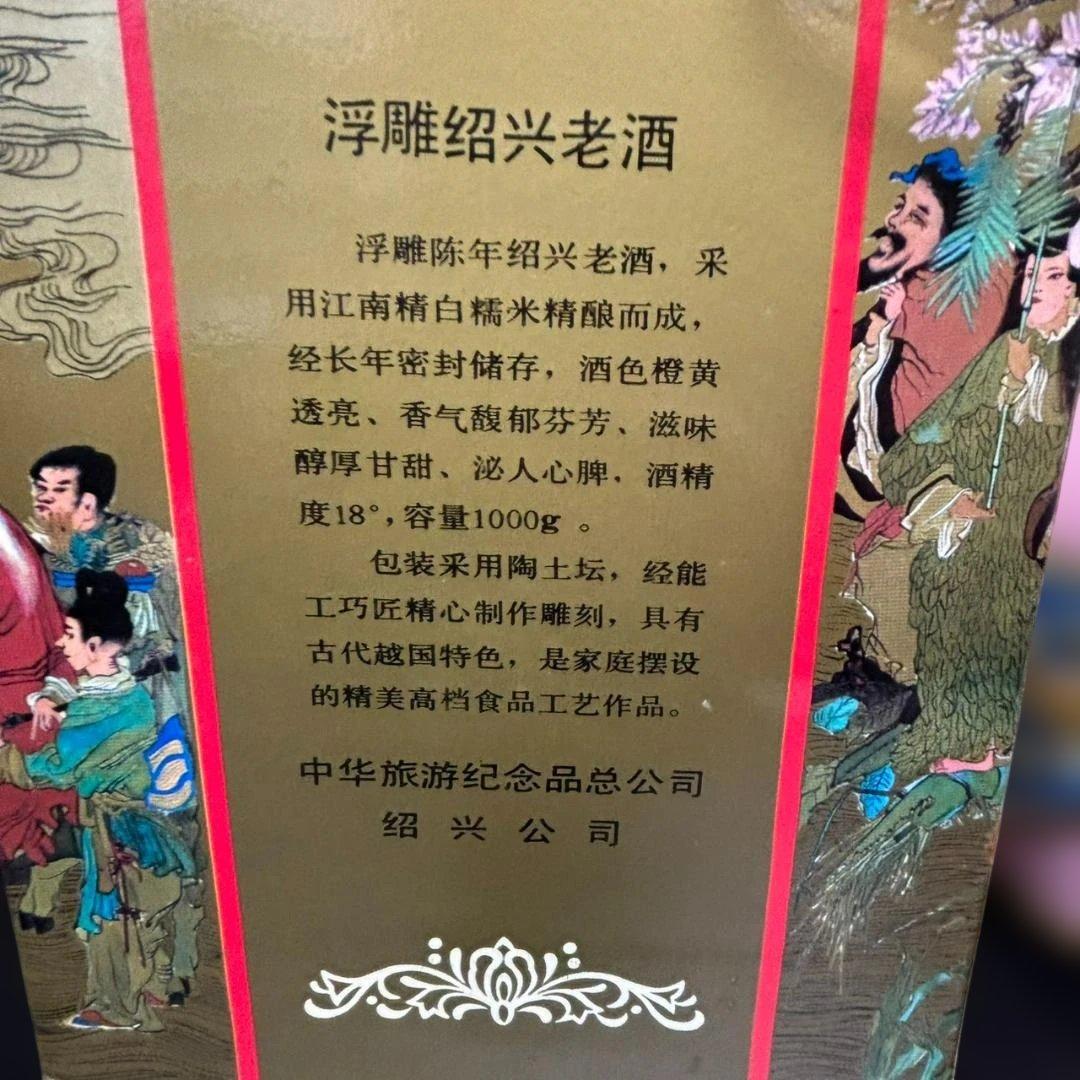 浮雕绍兴老酒
浮雕陈年绍兴老酒，采
用江南精白糯米精酿而成，
经长年密封储存，酒色橙黄
透亮、香气馥郁芬芳、滋味
醇厚甘甜、泌人心脾．酒精
度18°，容量1000g 。
包装采用陶土坛，经能
工巧匠精心制作雕刻，具有
古代越国特色，是家庭摆设
的精美高档食品工艺作品。
中华旅游纪念品总公司
绍兴公司